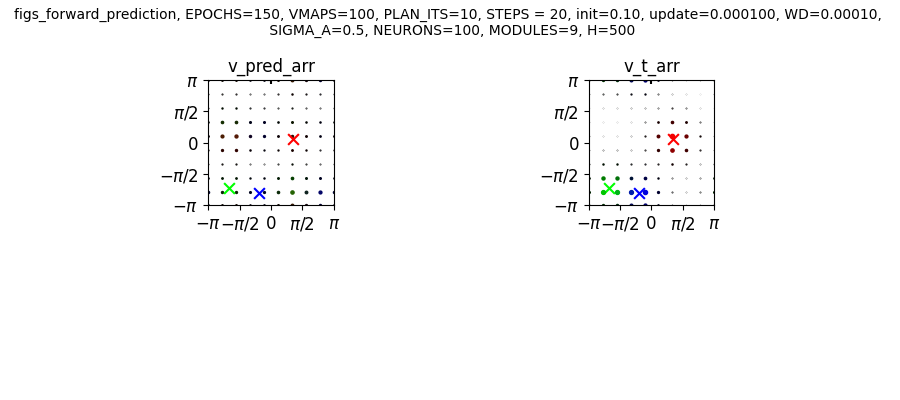 figs_forward_prediction, EPOCHS=150, VMAPS=100, PLAN_ITS=10, STEPS = 20, init=0.10, update=0.000100, WD=0.00010,
SIGMA_A=0.5, NEURONS=100, MODULES=9, H=500
v_pred_arr
π
π/2
0
−π/2
−π
−π −π/2 0 π/2 π
v_t_arr
π
π/2
0
−π/2
−π
−π −π/2 0 π/2 π